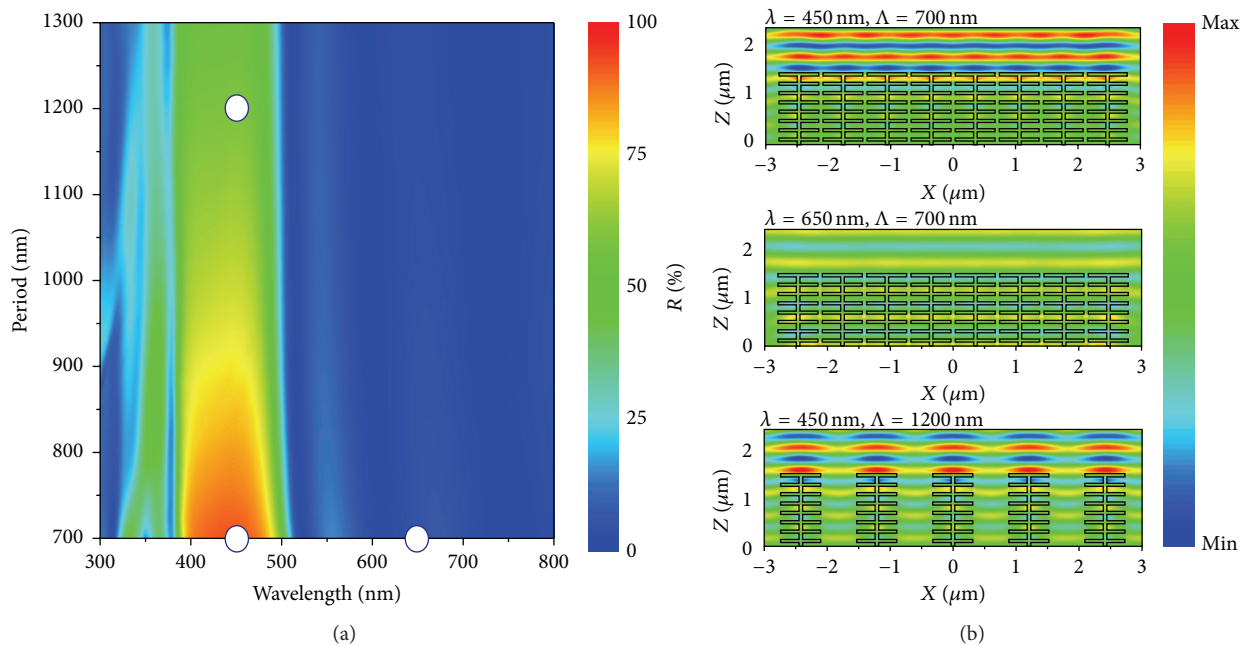 1300
1200
1100
1000
900
800
700
Period (nm)
300
400
500
600
700
800
Wavelength (nm)
100
75
50
25
0
R (%)
(a)
λ = 450 nm, Λ = 700 nm
2
1
0
Z (μm)
−3 −2 −1 0 1 2 3
X (μm)
λ = 650 nm, Λ = 700 nm
2
1
0
Z (μm)
−3 −2 −1 0 1 2 3
X (μm)
λ = 450 nm, Λ = 1200 nm
2
1
0
Z (μm)
−3 −2 −1 0 1 2 3
X (μm)
Max
Min
(b)